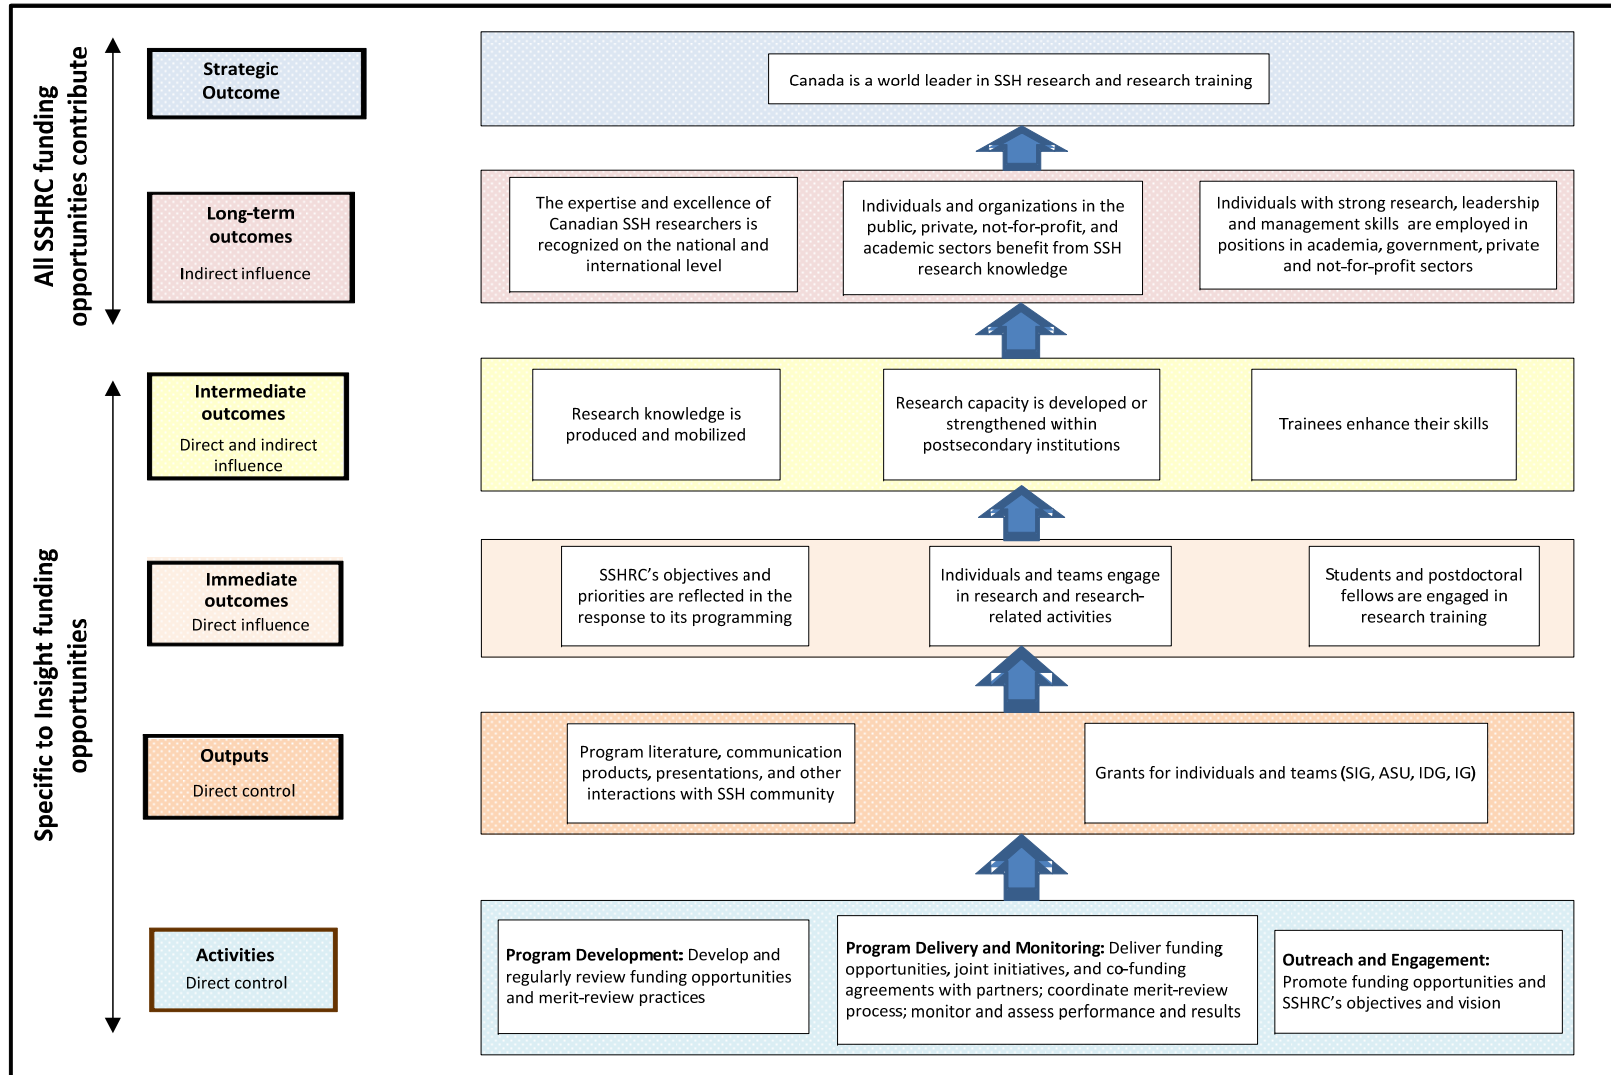 All SSHRC funding
opportunities contribute
Strategic
Outcome
Canada is a world leader in SSH research and research training
Long-term
outcomes
Indirect influence
The expertise and excellence of
Canadian SSH researchers is
recognized on the national and
international level
Individuals and organizations in the
public, private, not-for-profit, and
academic sectors benefit from SSH
research knowledge
Individuals with strong research, leadership
and management skills are employed in
positions in academia, government, private
and not-for-profit sectors
Specific to Insight funding
opportunities
Intermediate
outcomes
Direct and indirect
influence
Research knowledge is
produced and mobilized
Research capacity is developed or
strengthened within
postsecondary institutions
Trainees enhance their skills
Immediate
outcomes
Direct influence
SSHRC's objectives and
priorities are reflected in the
response to its programming
Individuals and teams engage
in research and research-
related activities
Students and postdoctoral
fellows are engaged in
research training
Outputs
Direct control
Program literature, communication
products, presentations, and other
interactions with SSH community
Grants for individuals and teams (SIG, ASU, IDG, IG)
Activities
Direct control
Program Development: Develop and
regularly review funding opportunities
and merit-review practices
Program Delivery and Monitoring: Deliver funding
opportunities, joint initiatives, and co-funding
agreements with partners; coordinate merit-review
process; monitor and assess performance and results
Outreach and Engagement:
Promote funding opportunities and
SSHRC's objectives and vision